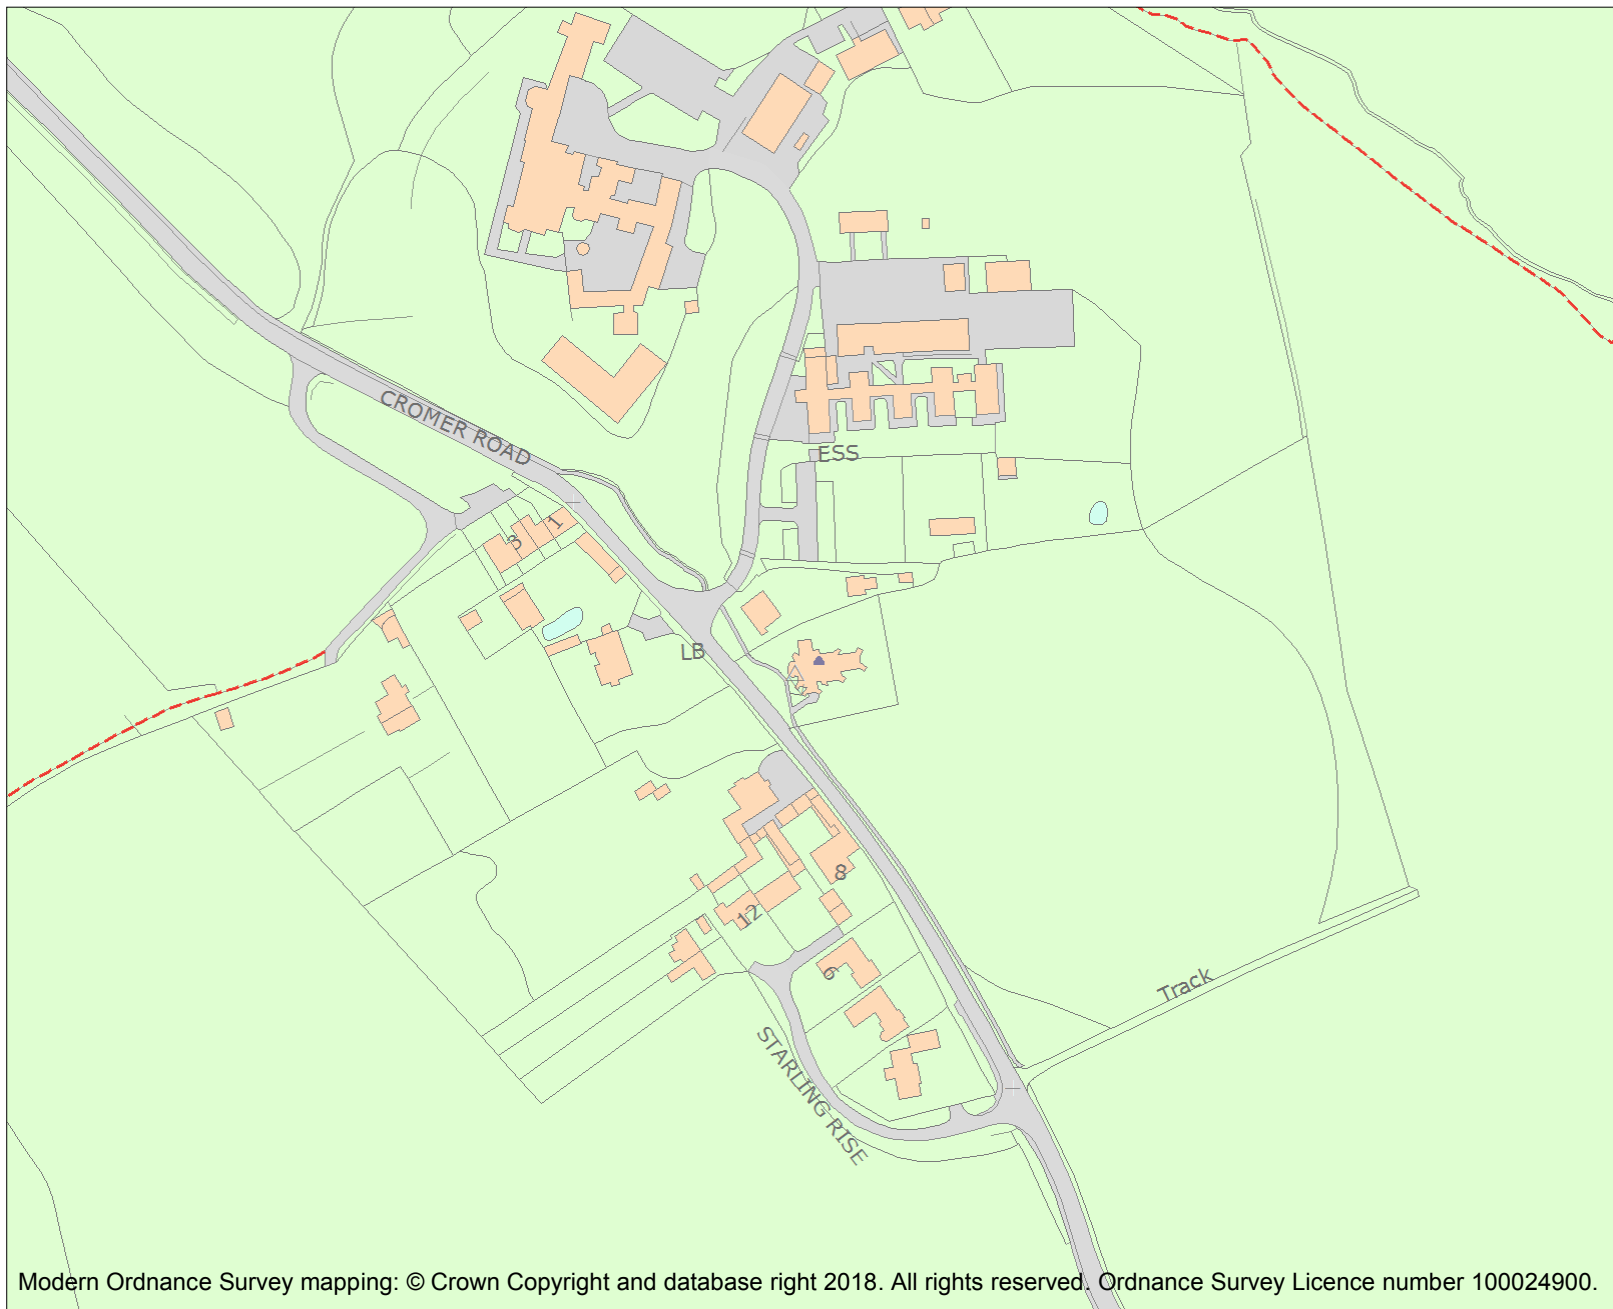 CROMER ROAD
ESS
1
3
LB
8
12
6
Track
STARLING RISE
Modern Ordnance Survey mapping: © Crown Copyright and database right 2018. All rights reserved. Ordnance Survey Licence number 100024900.